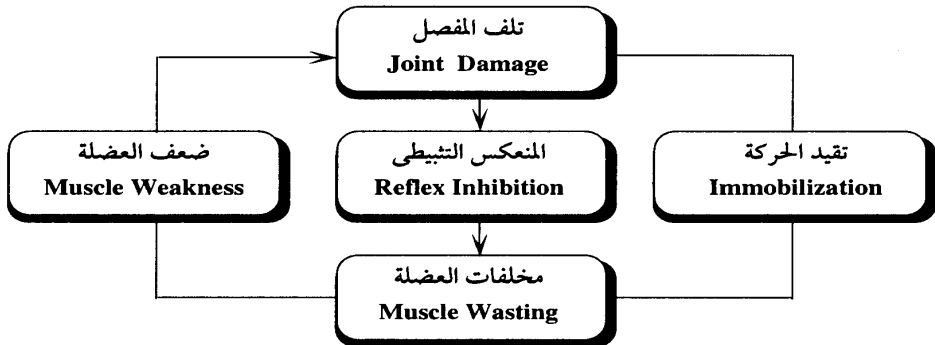 تلف المفصل
Joint Damage
ضعف العضلة
Muscle Weakness
المنعكس التثبيطى
Reflex Inhibition
تقيد الحركة
Immobilization
مخلفات العضلة
Muscle Wasting